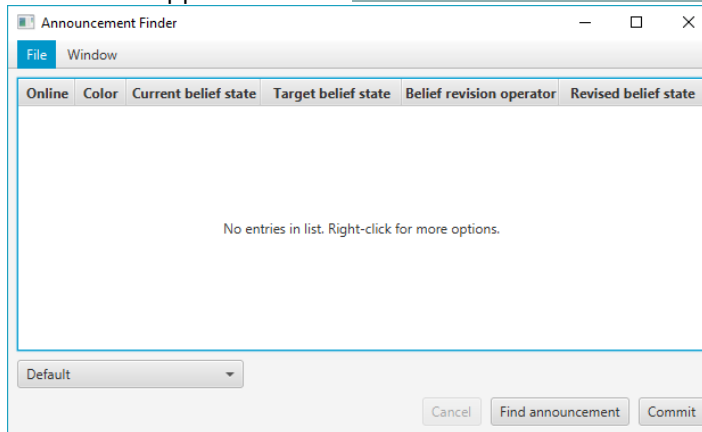 Announcement Finder
File Window
Online Color Current belief state Target belief state Belief revision operator Revised belief state
No entries in list. Right-click for more options.
Default
Cancel Find announcement Commit